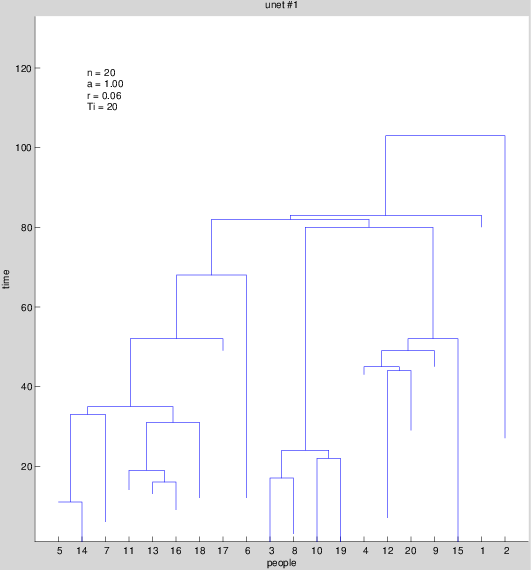 unet #1
n = 20
a = 1.00
r = 0.06
Ti = 20
120
100
80
60
40
20
time
5 14 7 11 13 16 18 17 6 3 8 10 19 4 12 20 9 15 1 2
people